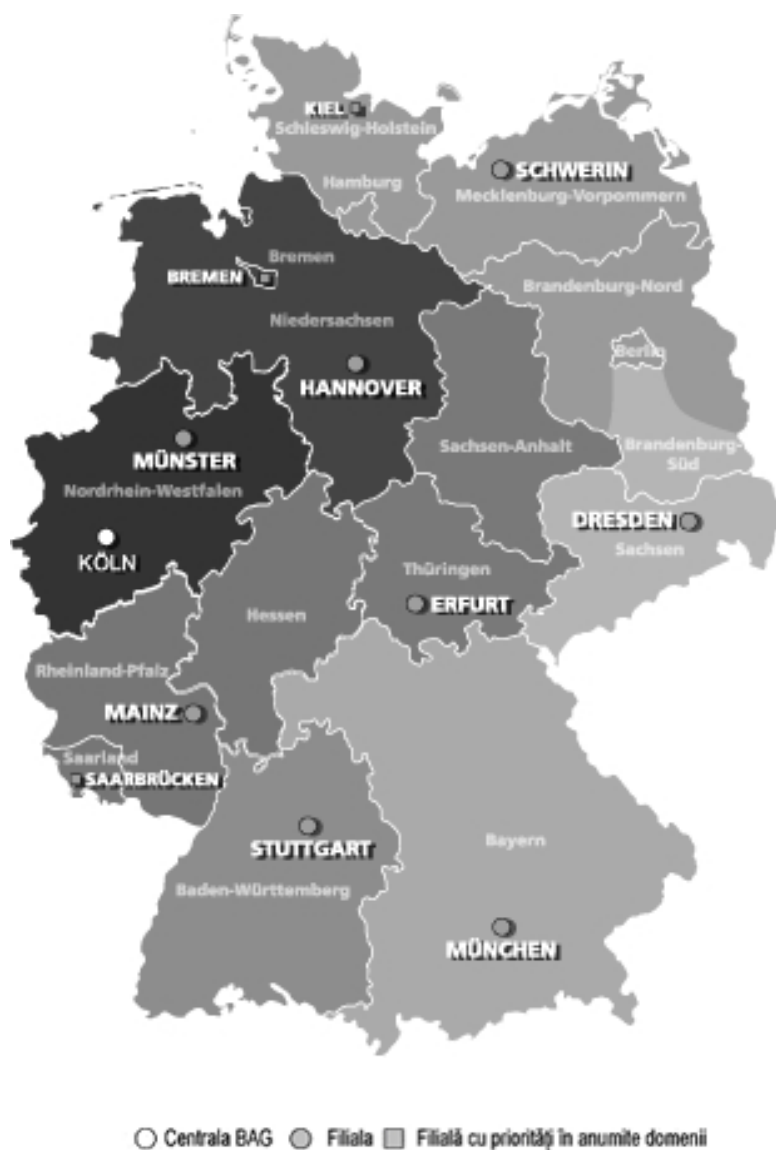 KIEL
Schleswig-Holstein
SCHWERIN
Hamburg
Mecklenburg-Vorpommern
Bremen
BREMEN
Brandenburg-Nord
Niedersachsen
Berlin
HANNOVER
MÜNSTER
Sachsen-Anhalt
Brandenburg-
Süd
Nordrhein-Westfalen
DRESDEN
Sachsen
KÖLN
Thüringen
ERFURT
Hessen
Rheinland-Pfalz
MAINZ
Saarland
SAARBRÜCKEN
STUTTGART
Bayern
Baden-Württemberg
MÜNCHEN
Centrala BAG Filiala Filială cu priorităţi în anumite domenii